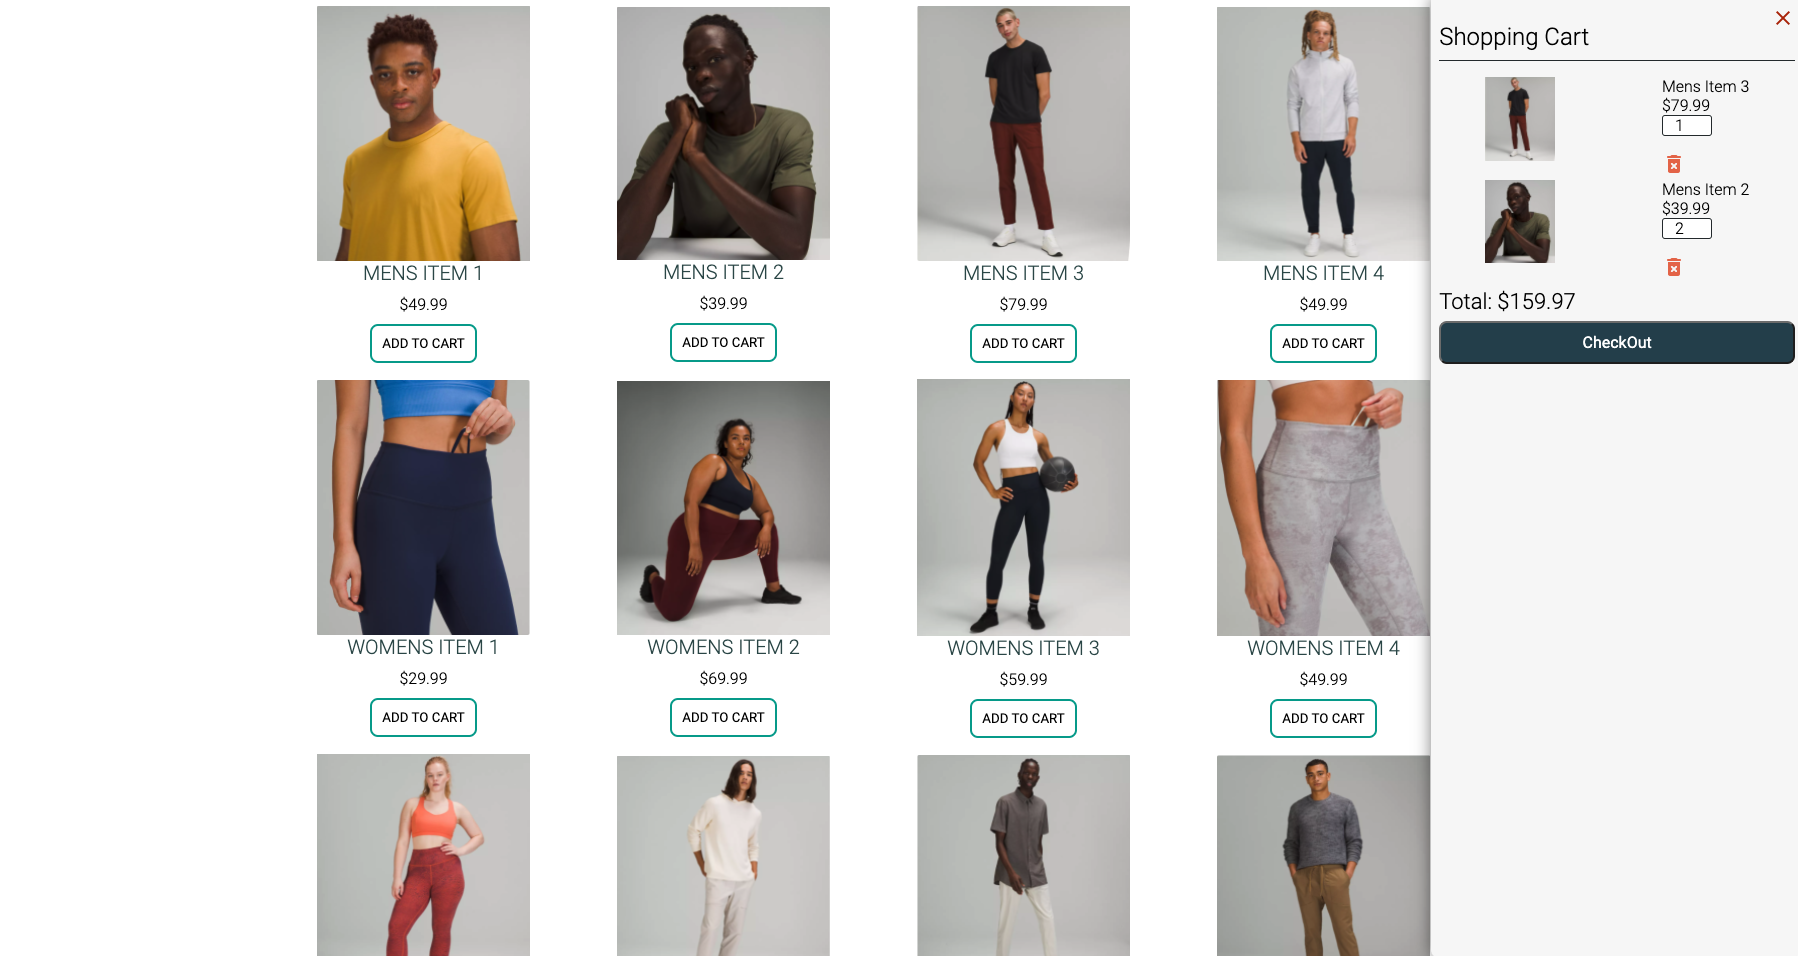 MENS ITEM 1
$49.99
ADD TO CART
MENS ITEM 2
$39.99
ADD TO CART
MENS ITEM 3
$79.99
ADD TO CART
MENS ITEM 4
$49.99
ADD TO CART
WOMENS ITEM 1
$29.99
ADD TO CART
WOMENS ITEM 2
$69.99
ADD TO CART
WOMENS ITEM 3
$59.99
ADD TO CART
WOMENS ITEM 4
$49.99
ADD TO CART
Shopping Cart
Mens Item 3
$79.99
1
Mens Item 2
$39.99
2
Total: $159.97
CheckOut